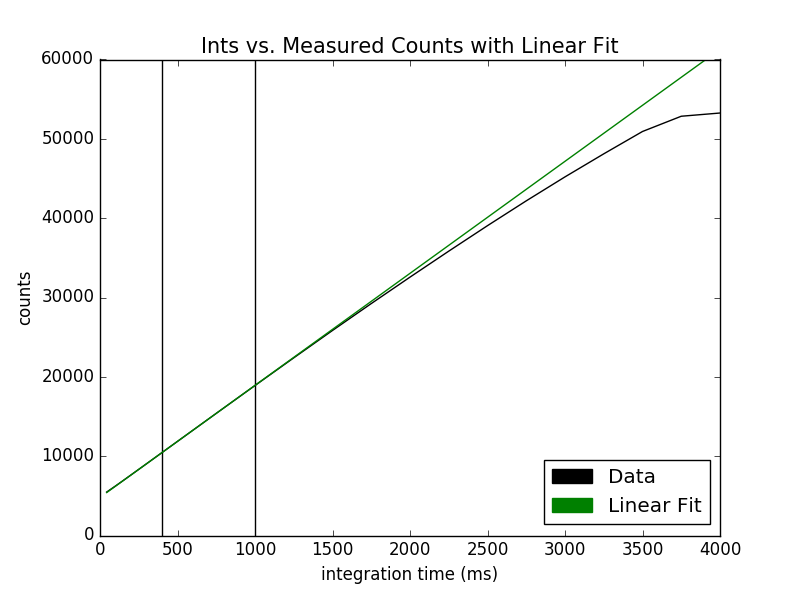 Ints vs. Measured Counts with Linear Fit
60000
50000
40000
30000
20000
10000
0
counts
Data
Linear Fit
0 500 1000 1500 2000 2500 3000 3500 4000
integration time (ms)